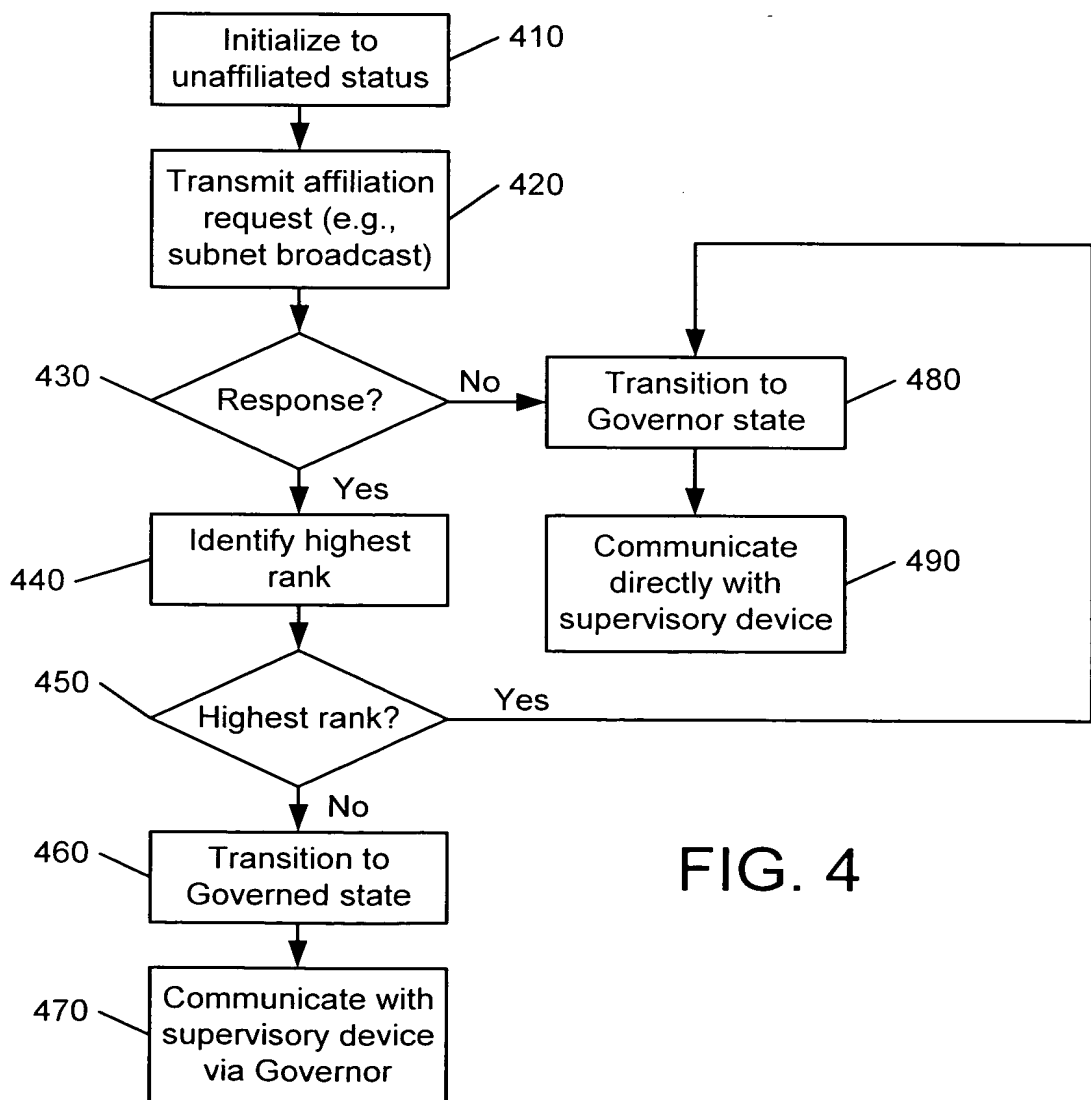 Initialize to
unaffiliated status
410
Transmit affiliation
request (e.g.,
subnet broadcast)
420
430
Response?
No
Yes
Transition to
Governor state
480
440
Identify highest
rank
Communicate
directly with
supervisory device
490
450
Highest rank?
Yes
No
460
Transition to
Governed state
FIG. 4
470
Communicate with
supervisory device
via Governor